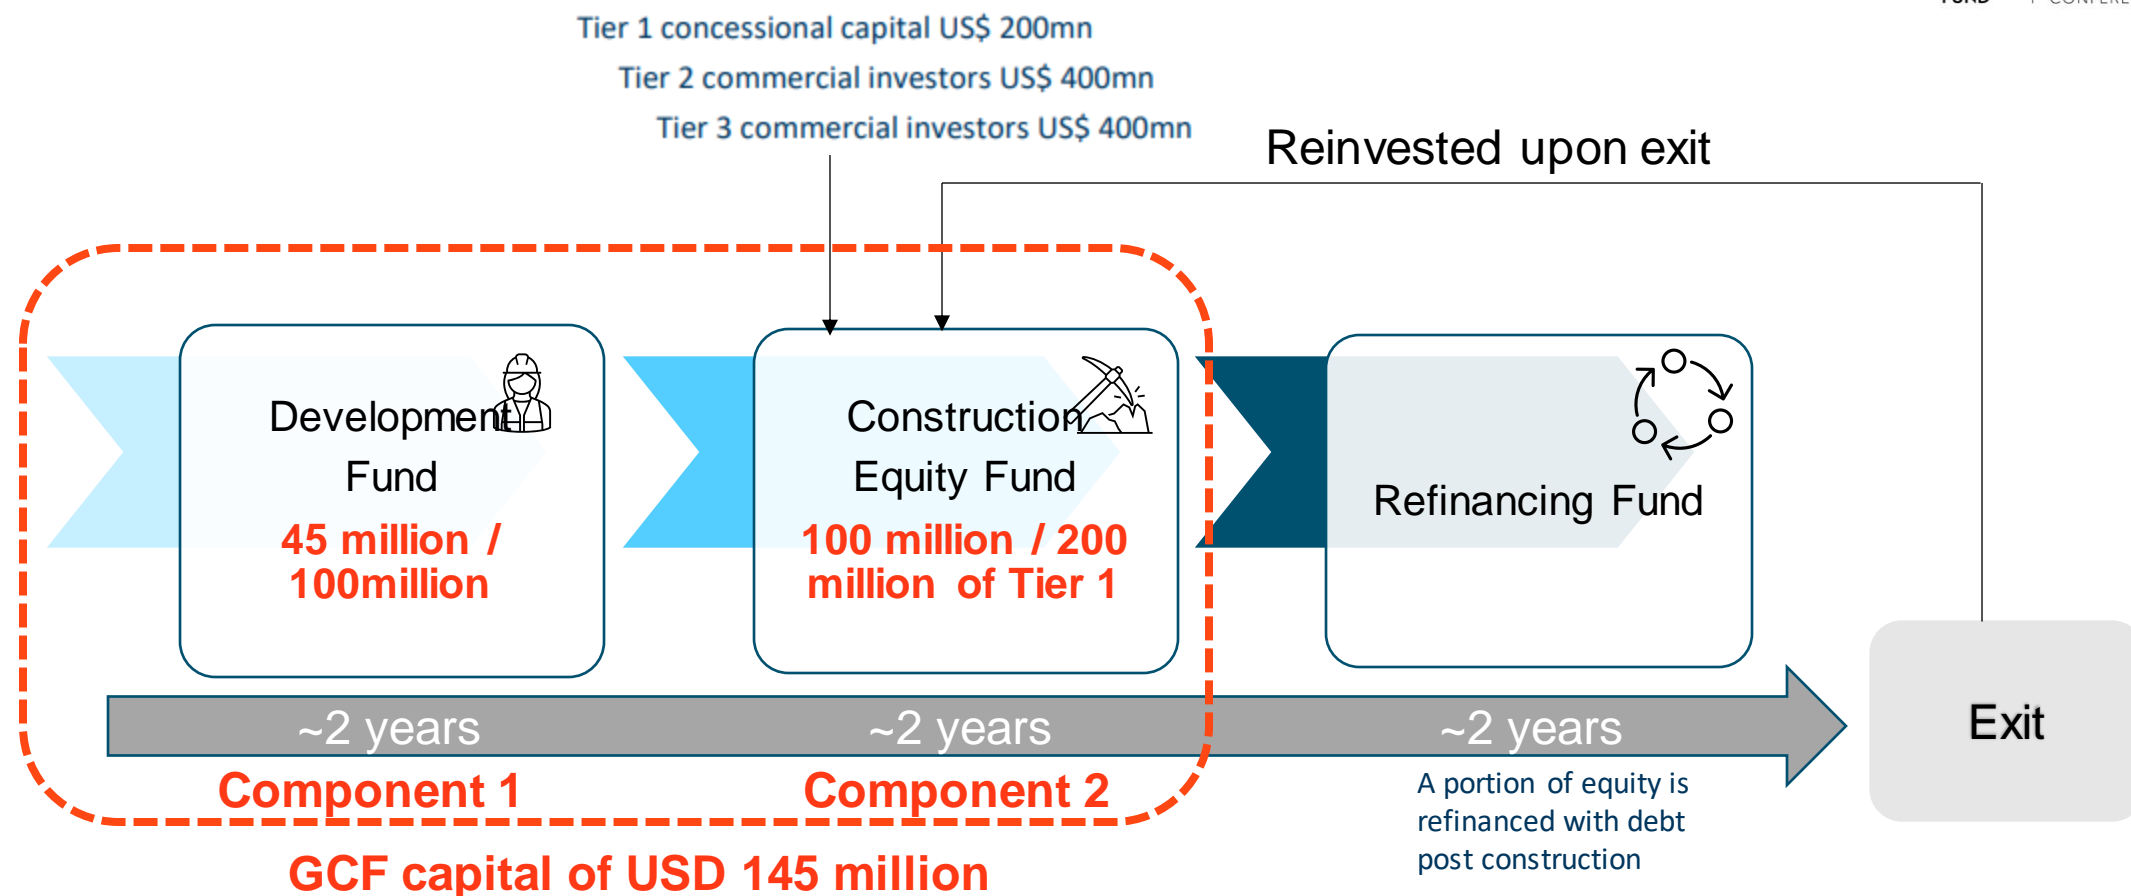 Tier 1 concessional capital US$ 200mn
Tier 2 commercial investors US$ 400mn
Tier 3 commercial investors US$ 400mn
Reinvested upon exit
Development
Fund
45 million /
100million
Construction
Equity Fund
100 million / 200
million of Tier 1
Refinancing Fund
~2 years
~2 years
~2 years
Exit
Component 1
Component 2
A portion of equity is
refinanced with debt
post construction
GCF capital of USD 145 million